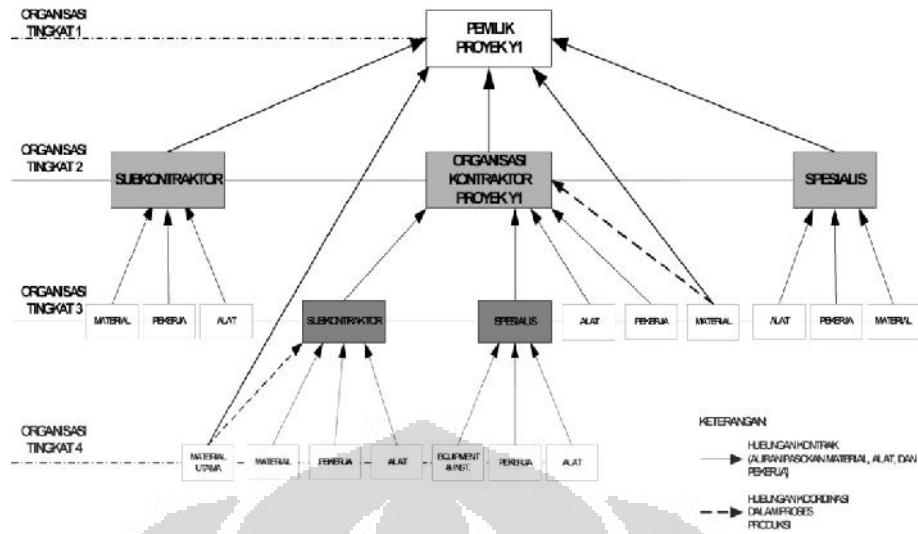 ORGANISASI
TINGKAT 1
PEMILIK
PROYEK Y1
ORGANISASI
TINGKAT 2
SUBKONTRAKTOR
ORGANISASI
KONTRAKTOR
PROYEK Y1
SPESIALIS
ORGANISASI
TINGKAT 3
MATERIAL
PEKERJA
ALAT
SUBKONTRAKTOR
SPESIALIS
ALAT
PEKERJA
MATERIAL
ALAT
PEKERJA
MATERIAL
ORGANISASI
TINGKAT 4
MATERIAL
UTAMA
MATERIAL
PEKERJA
ALAT
EQUIPMENT
& INST.
PEKERJA
ALAT
KETERANGAN:
HUBUNGAN KONTRAK
(ALIRAN PASOKAN MATERIAL, ALAT, DAN
PEKERJA)
HUBUNGAN KOORDINASI
DALAM PROSES
PRODUKSI